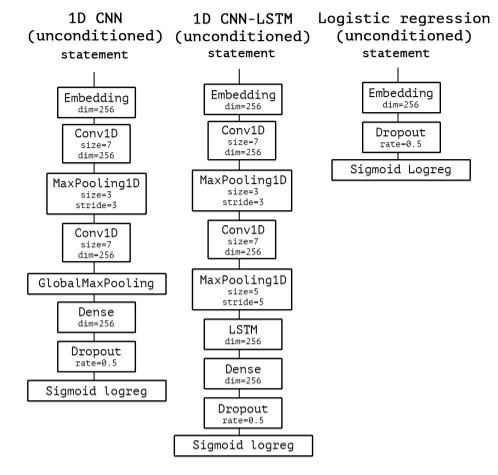 1D CNN
(unconditioned)
statement
Embedding
dim=256
Conv1D
size=7
dim=256
MaxPooling1D
size=3
stride=3
Conv1D
size=7
dim=256
GlobalMaxPooling
Dense
dim=256
Dropout
rate=0.5
Sigmoid logreg
1D CNN-LSTM
(unconditioned)
statement
Embedding
dim=256
Conv1D
size=7
dim=256
MaxPooling1D
size=3
stride=3
Conv1D
size=7
dim=256
MaxPooling1D
size=5
stride=5
LSTM
dim=256
Dense
dim=256
Dropout
rate=0.5
Sigmoid logreg
Logistic regression
(unconditioned)
statement
Embedding
dim=256
Dropout
rate=0.5
Sigmoid Logreg